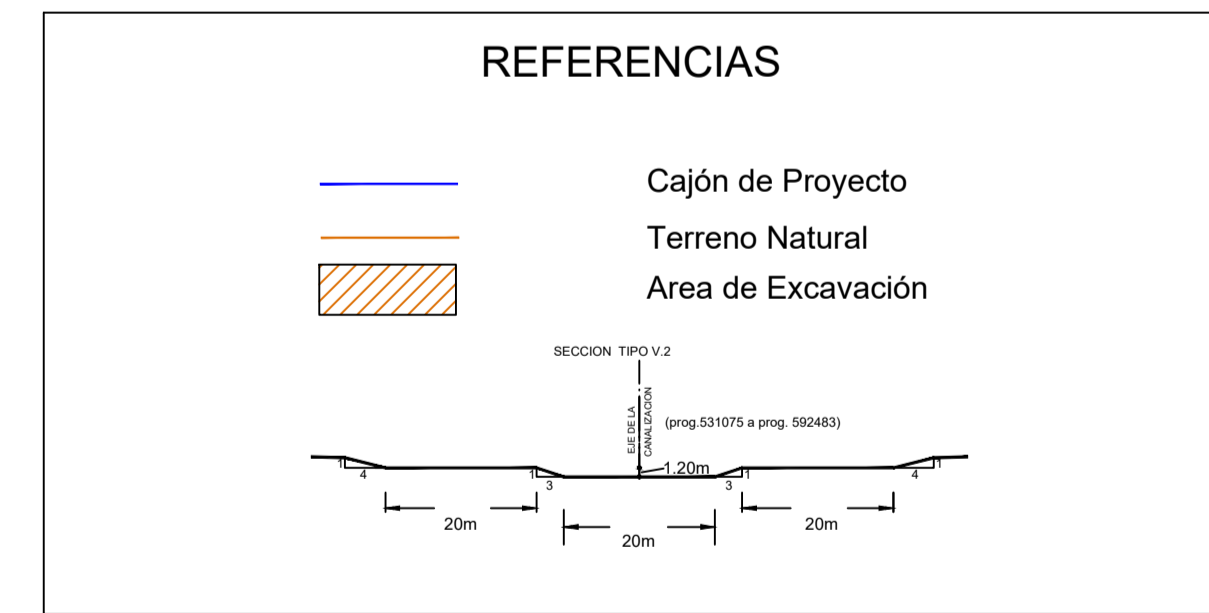 REFERENCIAS
Cajón de Proyecto
Terreno Natural
Area de Excavación
SECCION TIPO V.2
EJE DE LA
CANALIZACION
(prog.531075 a prog. 592483)
1.20m
1
4
1
3
1
3
1
4
20m
20m
20m